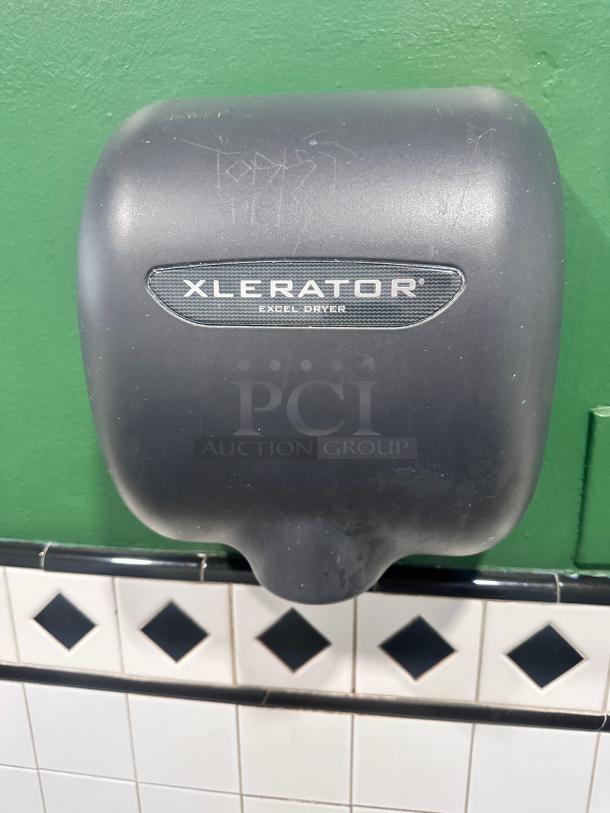 XLERATOR®
EXCEL DRYER
PCI
AUCTION GROUP